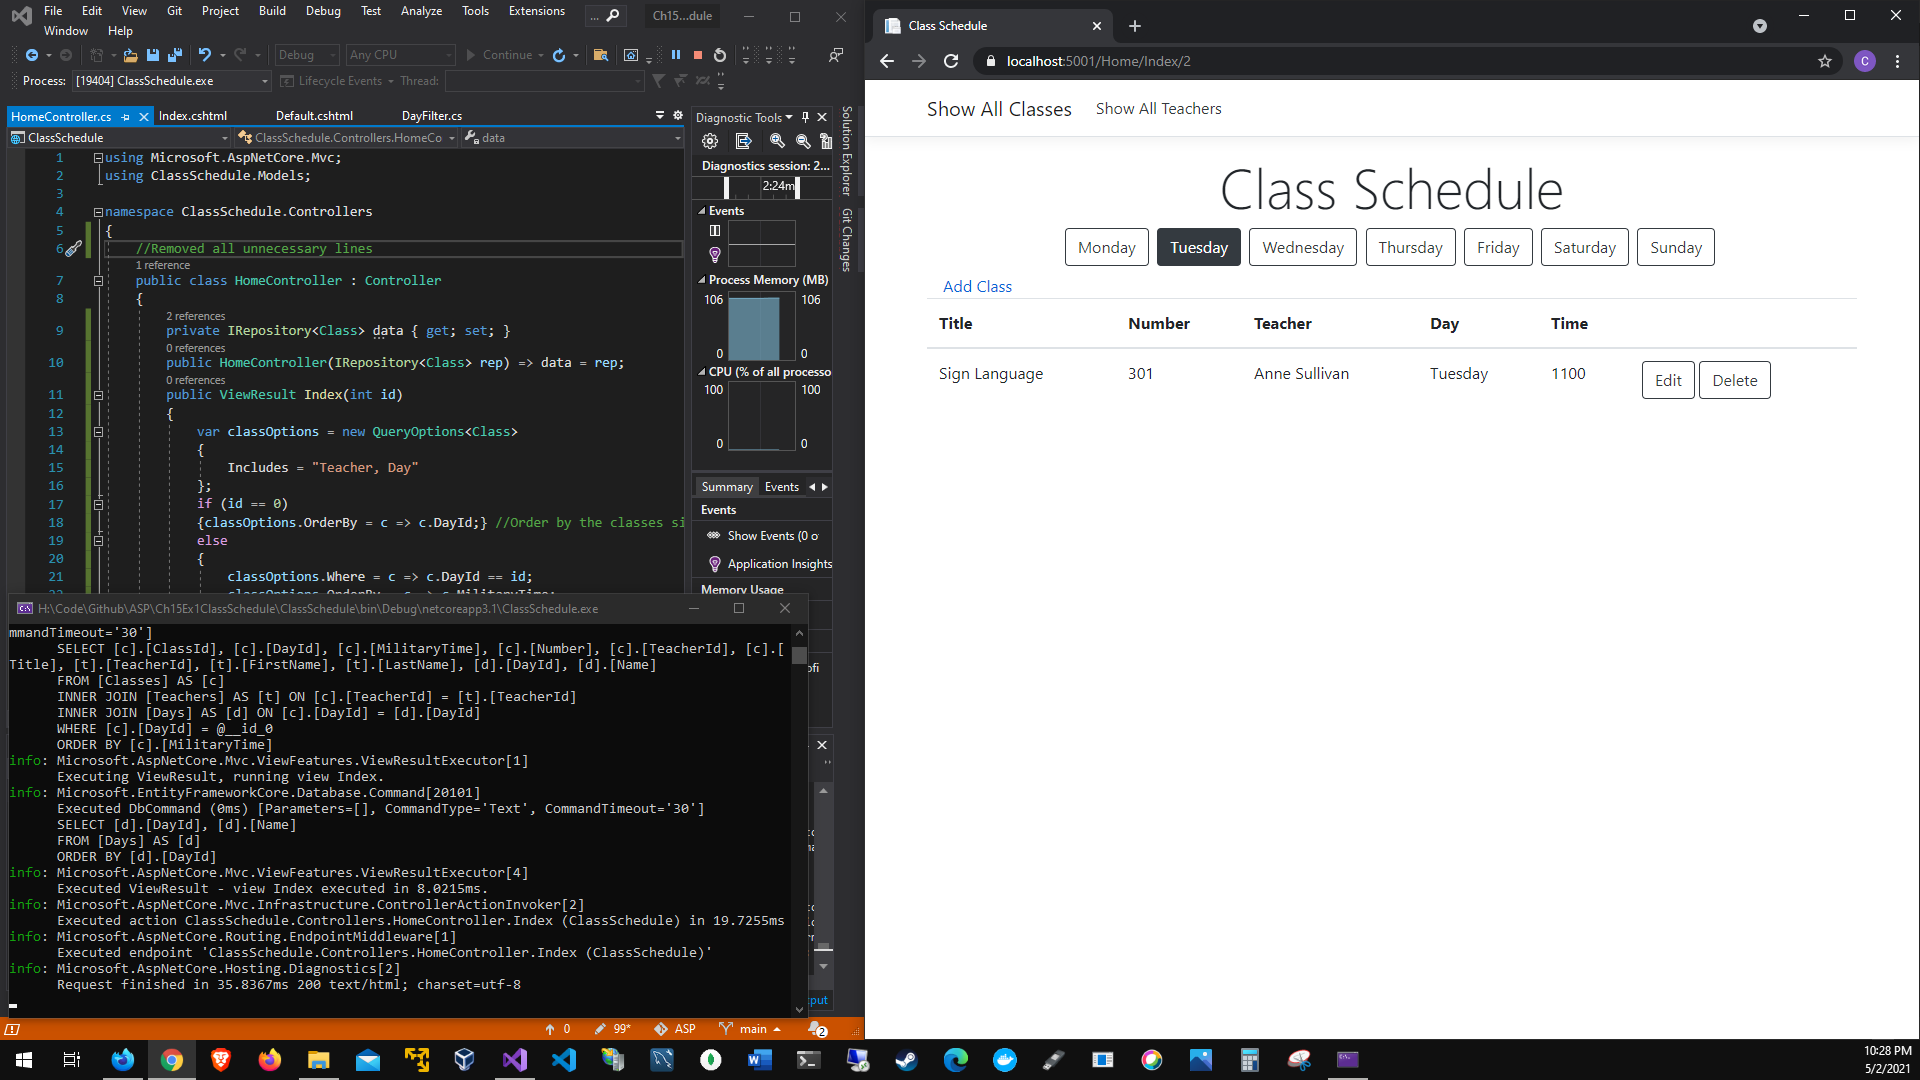 File Edit View Git Project Build Debug Test Analyze Tools Extensions ... Ch15...dule
Window Help
Debug Any CPU Continue
Process: [19404] ClassSchedule.exe Lifecycle Events Thread:
HomeController.cs Index.cshtml Default.cshtml DayFilter.cs
ClassSchedule ClassSchedule.Controllers.HomeCo data
1 using Microsoft.AspNetCore.Mvc;
2 using ClassSchedule.Models;
3
4 namespace ClassSchedule.Controllers
5 {
6 //Removed all unnecessary lines
1 reference
7 public class HomeController : Controller
8 {
2 references
9 private IRepository<Class> data { get; set; }
0 references
10 public HomeController(IRepository<Class> rep) => data = rep;
0 references
11 public ViewResult Index(int id)
12 {
13 var classOptions = new QueryOptions<Class>
14 {
15 Includes = "Teacher, Day"
16 };
17 if (id == 0)
18 {classOptions.OrderBy = c => c.DayId;} //Order by the classes si
19 else
20 {
21 classOptions.Where = c => c.DayId == id;
Diagnostic Tools
Diagnostics session: 2...
2:24m
Events
Process Memory (MB)
106 106
0 0
CPU (% of all processo
100 100
0 0
Summary Events
Events
Show Events (0 o
Application Insights
Memory Usage
Solution Explorer
Git Changes
H:\Code\Github\ASP\Ch15Ex1ClassSchedule\ClassSchedule\bin\Debug\netcoreapp3.1\ClassSchedule.exe
mmandTimeout='30']
SELECT [c].[ClassId], [c].[DayId], [c].[MilitaryTime], [c].[Number], [c].[TeacherId], [c].[
Title], [t].[TeacherId], [t].[FirstName], [t].[LastName], [d].[DayId], [d].[Name]
FROM [Classes] AS [c]
INNER JOIN [Teachers] AS [t] ON [c].[TeacherId] = [t].[TeacherId]
INNER JOIN [Days] AS [d] ON [c].[DayId] = [d].[DayId]
WHERE [c].[DayId] = @__id_0
ORDER BY [c].[MilitaryTime]
info: Microsoft.AspNetCore.Mvc.ViewFeatures.ViewResultExecutor[1]
Executing ViewResult, running view Index.
info: Microsoft.EntityFrameworkCore.Database.Command[20101]
Executed DbCommand (0ms) [Parameters=[], CommandType='Text', CommandTimeout='30']
SELECT [d].[DayId], [d].[Name]
FROM [Days] AS [d]
ORDER BY [d].[DayId]
info: Microsoft.AspNetCore.Mvc.ViewFeatures.ViewResultExecutor[4]
Executed ViewResult - view Index executed in 8.0215ms.
info: Microsoft.AspNetCore.Mvc.Infrastructure.ControllerActionInvoker[2]
Executed action ClassSchedule.Controllers.HomeController.Index (ClassSchedule) in 19.7255ms
info: Microsoft.AspNetCore.Routing.EndpointMiddleware[1]
Executed endpoint 'ClassSchedule.Controllers.HomeController.Index (ClassSchedule)'
info: Microsoft.AspNetCore.Hosting.Diagnostics[2]
Request finished in 35.8367ms 200 text/html; charset=utf-8
0 99* ASP main 2
Class Schedule
localhost:5001/Home/Index/2 C
Show All Classes Show All Teachers
Class Schedule
Monday Tuesday Wednesday Thursday Friday Saturday Sunday
Add Class
Title Number Teacher Day Time
Sign Language 301 Anne Sullivan Tuesday 1100 Edit Delete
10:28 PM
5/2/2021